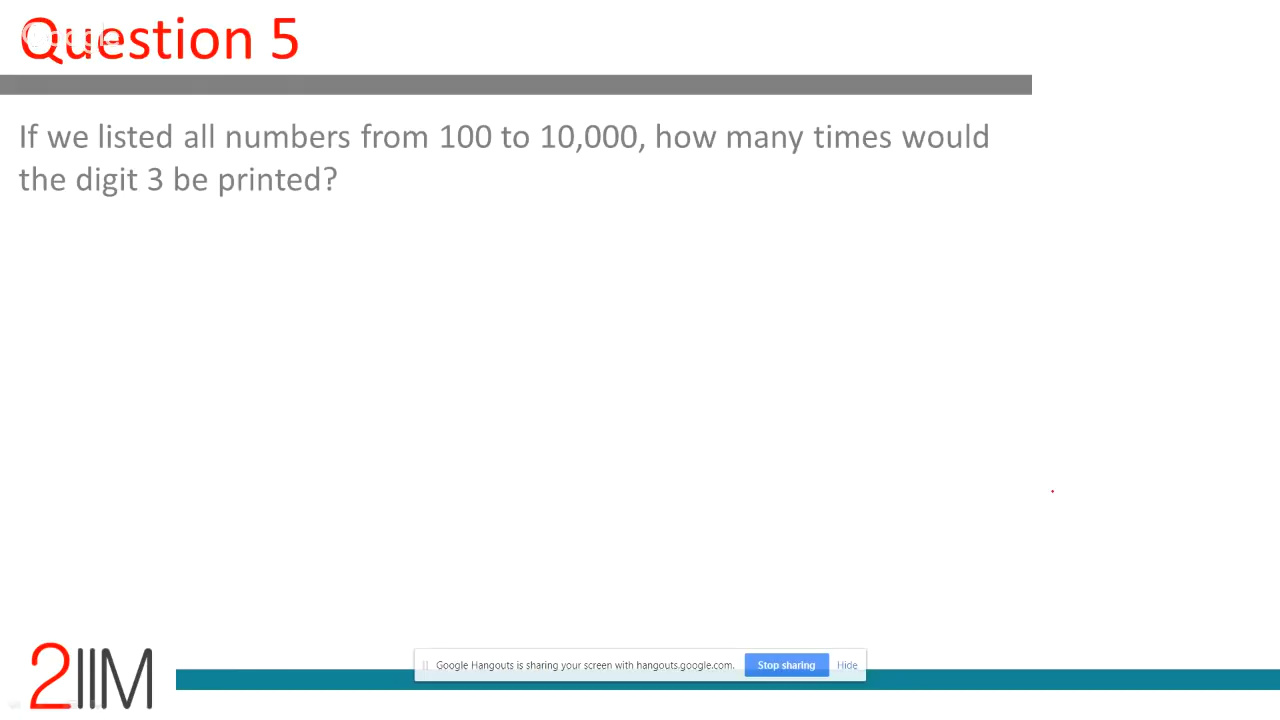 Question 5
Google
If we listed all numbers from 100 to 10,000, how many times would
the digit 3 be printed?
2IIM
Google Hangouts is sharing your screen with hangouts.google.com. Stop sharing Hide